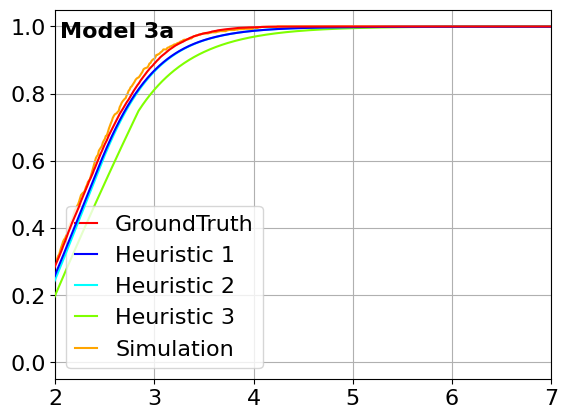 Model 3a
1.0
0.8
0.6
0.4
0.2
0.0
GroundTruth
Heuristic 1
Heuristic 2
Heuristic 3
Simulation
2 3 4 5 6 7